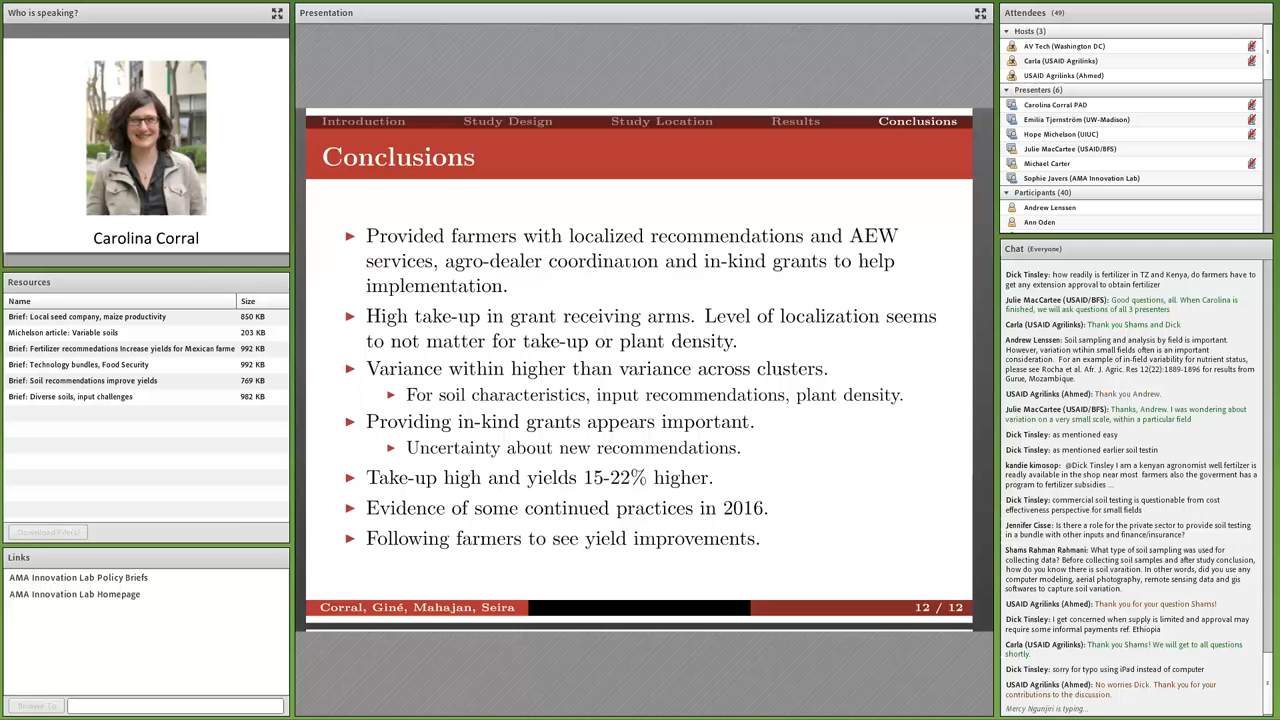 Who is speaking?
Carolina Corral
Resources
Name Size
Brief: Local seed company, maize productivity 850 KB
Michelson article: Variable soils 203 KB
Brief: Fertilizer recommendations Increase yields for Mexican farme 992 KB
Brief: Technology bundles, Food Security 992 KB
Brief: Soil recommendations improve yields 769 KB
Brief: Diverse soils, input challenges 982 KB
Download File(s)
Links
AMA Innovation Lab Policy Briefs
AMA Innovation Lab Homepage
Browse To
Presentation
Introduction Study Design Study Location Results Conclusions
Conclusions
Provided farmers with localized recommendations and AEW
services, agro-dealer coordination and in-kind grants to help
implementation.
High take-up in grant receiving arms. Level of localization seems
to not matter for take-up or plant density.
Variance within higher than variance across clusters.
For soil characteristics, input recommendations, plant density.
Providing in-kind grants appears important.
Uncertainty about new recommendations.
Take-up high and yields 15-22% higher.
Evidence of some continued practices in 2016.
Following farmers to see yield improvements.
Corral, Giné, Mahajan, Seira 12 / 12
Attendees (49)
Hosts (3)
AV Tech (Washington DC)
Carla (USAID Agrilinks)
USAID Agrilinks (Ahmed)
Presenters (6)
Carolina Corral PAD
Emilia Tjernström (UW-Madison)
Hope Michelson (UIUC)
Julie MacCartee (USAID/BFS)
Michael Carter
Sophie Javers (AMA Innovation Lab)
Participants (40)
Andrew Lenssen
Ann Oden
Chat (Everyone)
Dick Tinsley: how readily is fertilizer in TZ and Kenya, do farmers have to
get any extension approval to obtain fertilizer
Julie MacCartee (USAID/BFS): Good questions, all. When Carolina is
finished, we will ask questions of all 3 presenters
Carla (USAID Agrilinks): Thank you Shams and Dick
Andrew Lenssen: Soil sampling and analysis by field is important.
However, variation wtihin small fields often is an important
consideration. For an example of in-field variability for nutrient status,
please see Rocha et al. Afr. J. Agric. Res 12(22):1889-1896 for results from
Gurue, Mozambique.
USAID Agrilinks (Ahmed): Thank you Andrew.
Julie MacCartee (USAID/BFS): Thanks, Andrew. I was wondering about
variation on a very small scale, within a particular field
Dick Tinsley: as mentioned easy
Dick Tinsley: as mentioned earlier soil testin
kandie kimosop: @Dick Tinsley I am a kenyan agronomist well fertilzer is
readily available in the shop near most farmers also the goverment has a
program to fertilizer subsidies ...
Dick Tinsley: commercial soil testing is questionable from cost
effectiveness perspective for small fields
Jennifer Cisse: Is there a role for the private sector to provide soil testing
in a bundle with other inputs and finance/insurance?
Shams Rahman Rahmani: What type of soil sampling was used for
collecting data? Before collecting soil samples and after study conclusion,
how do you know there is soil varaition. In other words, did you use any
computer modeling, aerial photography, remote sensing data and gis
softwares to capture soil variation.
USAID Agrilinks (Ahmed): Thank you for your question Shams!
Dick Tinsley: I get concerned when supply is limited and approval may
require some informal payments ref. Ethiopia
Carla (USAID Agrilinks): Thank you Shams! We will get to all questions
shortly.
Dick Tinsley: sorry for typo using iPad instead of computer
USAID Agrilinks (Ahmed): No worries Dick. Thank you for your
contributions to the discussion.
Mercy Ngunjiri is typing...